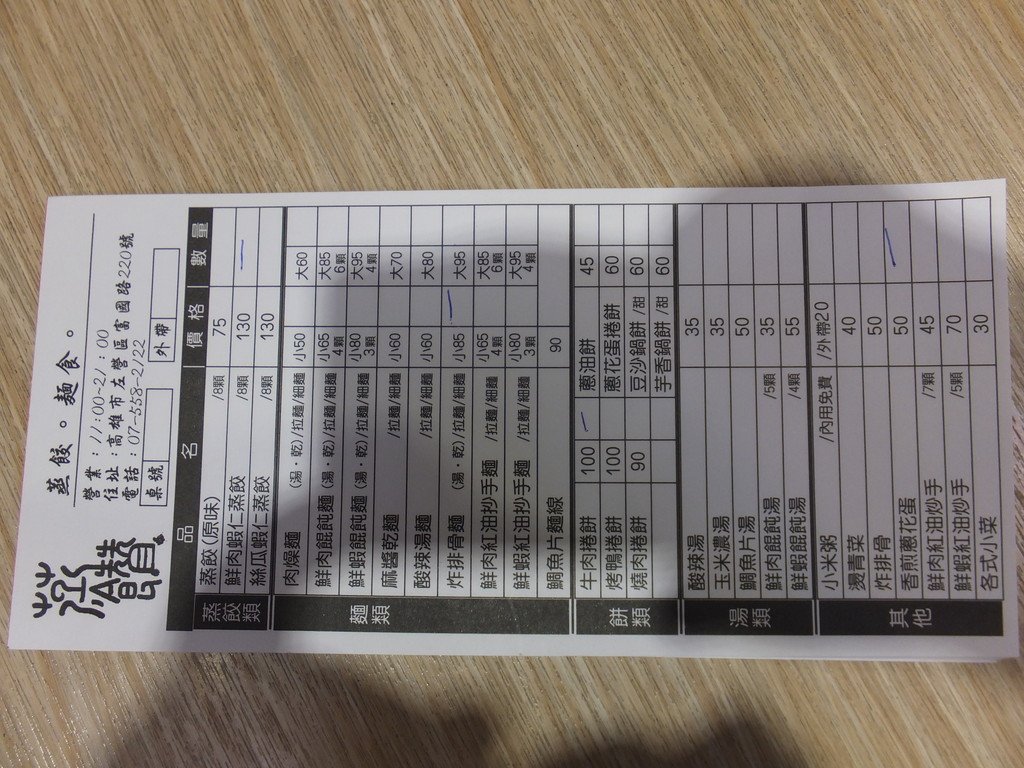 蒸餃。麵食。
營業：11:00-21:00
住址：高雄市左營區富國路220號
電話：07-558-2122
桌號 外帶
品名 價格 數量
蒸餃類
蒸餃(原味) /8顆 75
鮮肉蝦仁蒸餃 /8顆 130 一
絲瓜蝦仁蒸餃 /8顆 130
麵類
肉燥麵 (湯·乾)/拉麵/細麵 小50 大60
鮮肉餛飩麵 (湯·乾)/拉麵/細麵 小65 4顆 大85 6顆
鮮蝦餛飩麵 (湯·乾)/拉麵/細麵 小80 3顆 大95 4顆
麻醬乾麵 /拉麵/細麵 小60 大70
酸辣湯麵 /拉麵/細麵 小60 大80
炸排骨麵 (湯·乾)/拉麵/細麵 小85 一 大95
鮮肉紅油抄手麵 /拉麵/細麵 小65 4顆 大85 6顆
鮮蝦紅油抄手麵 /拉麵/細麵 小80 3顆 大95 4顆
鯛魚片麵線 90
餅類
牛肉捲餅 100 一 蔥油餅 45
烤鴨捲餅 100 蔥花蛋捲餅 60
燒肉捲餅 90 豆沙鍋餅 /甜 60
芋香鍋餅 /甜 60
湯類
酸辣湯 35
玉米濃湯 35
鯛魚片湯 50
鮮肉餛飩湯 /5顆 35
鮮蝦餛飩湯 /4顆 55
其他
小米粥 /內用免費 /外帶20
燙青菜 40
炸排骨 50
香煎蔥花蛋 50 一
鮮肉紅油炒手 /7顆 45
鮮蝦紅油炒手 /5顆 70
各式小菜 30